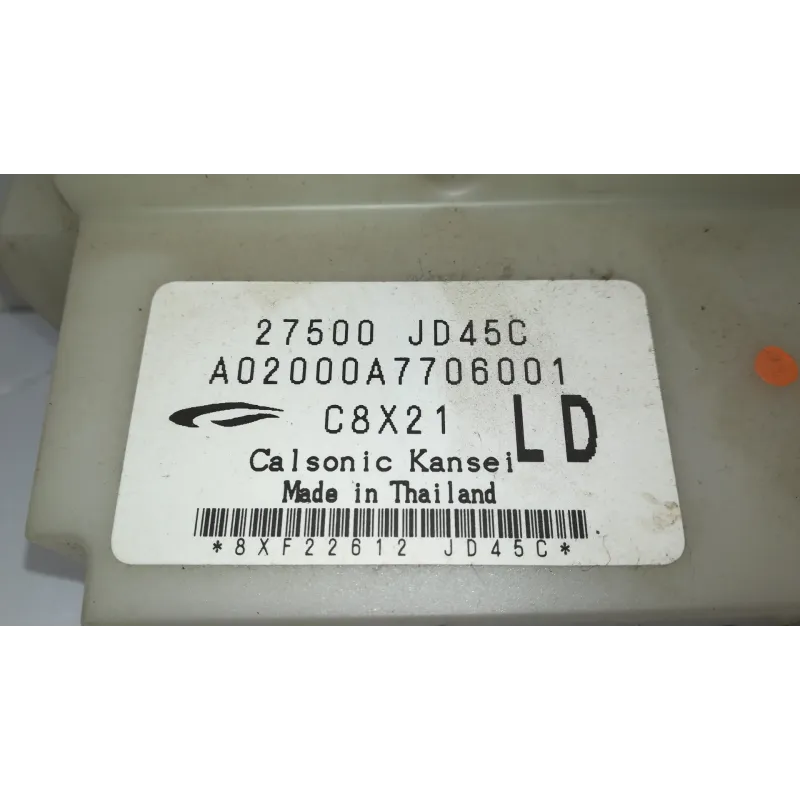 27500 JD45C
A02000A7706001
C8X21 LD
Calsonic Kansei
Made in Thailand
*8XF22612 JD45C*